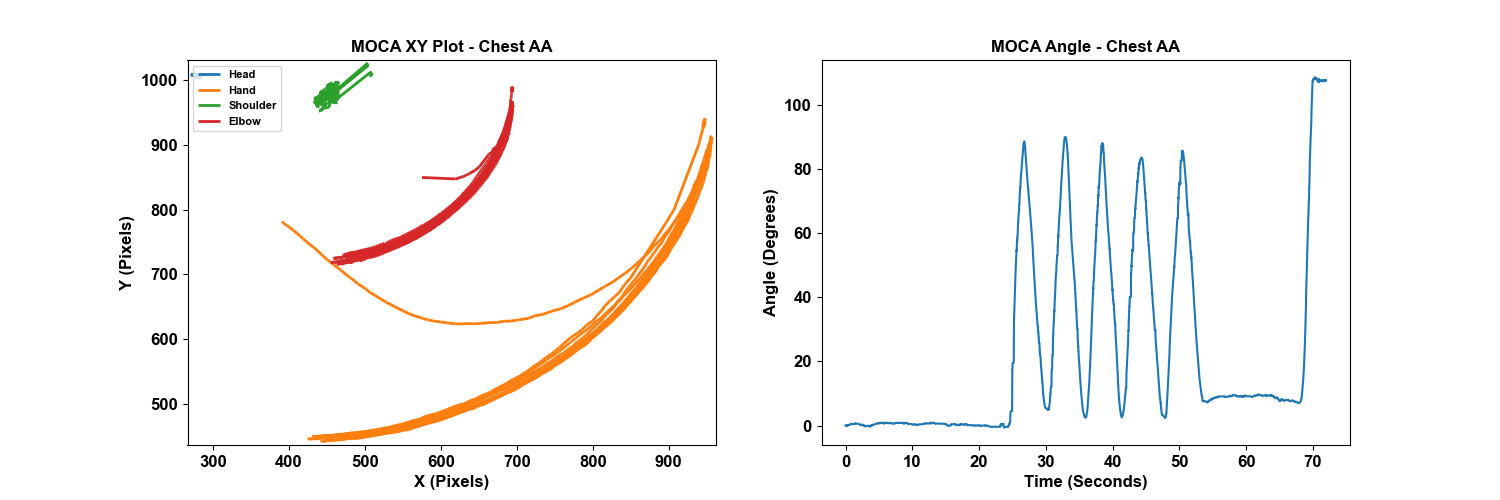 MOCA XY Plot - Chest AA
Head
Hand
Shoulder
Elbow
1000
900
800
700
600
500
Y (Pixels)
300 400 500 600 700 800 900
X (Pixels)
MOCA Angle - Chest AA
100
80
60
40
20
0
Angle (Degrees)
0 10 20 30 40 50 60 70
Time (Seconds)